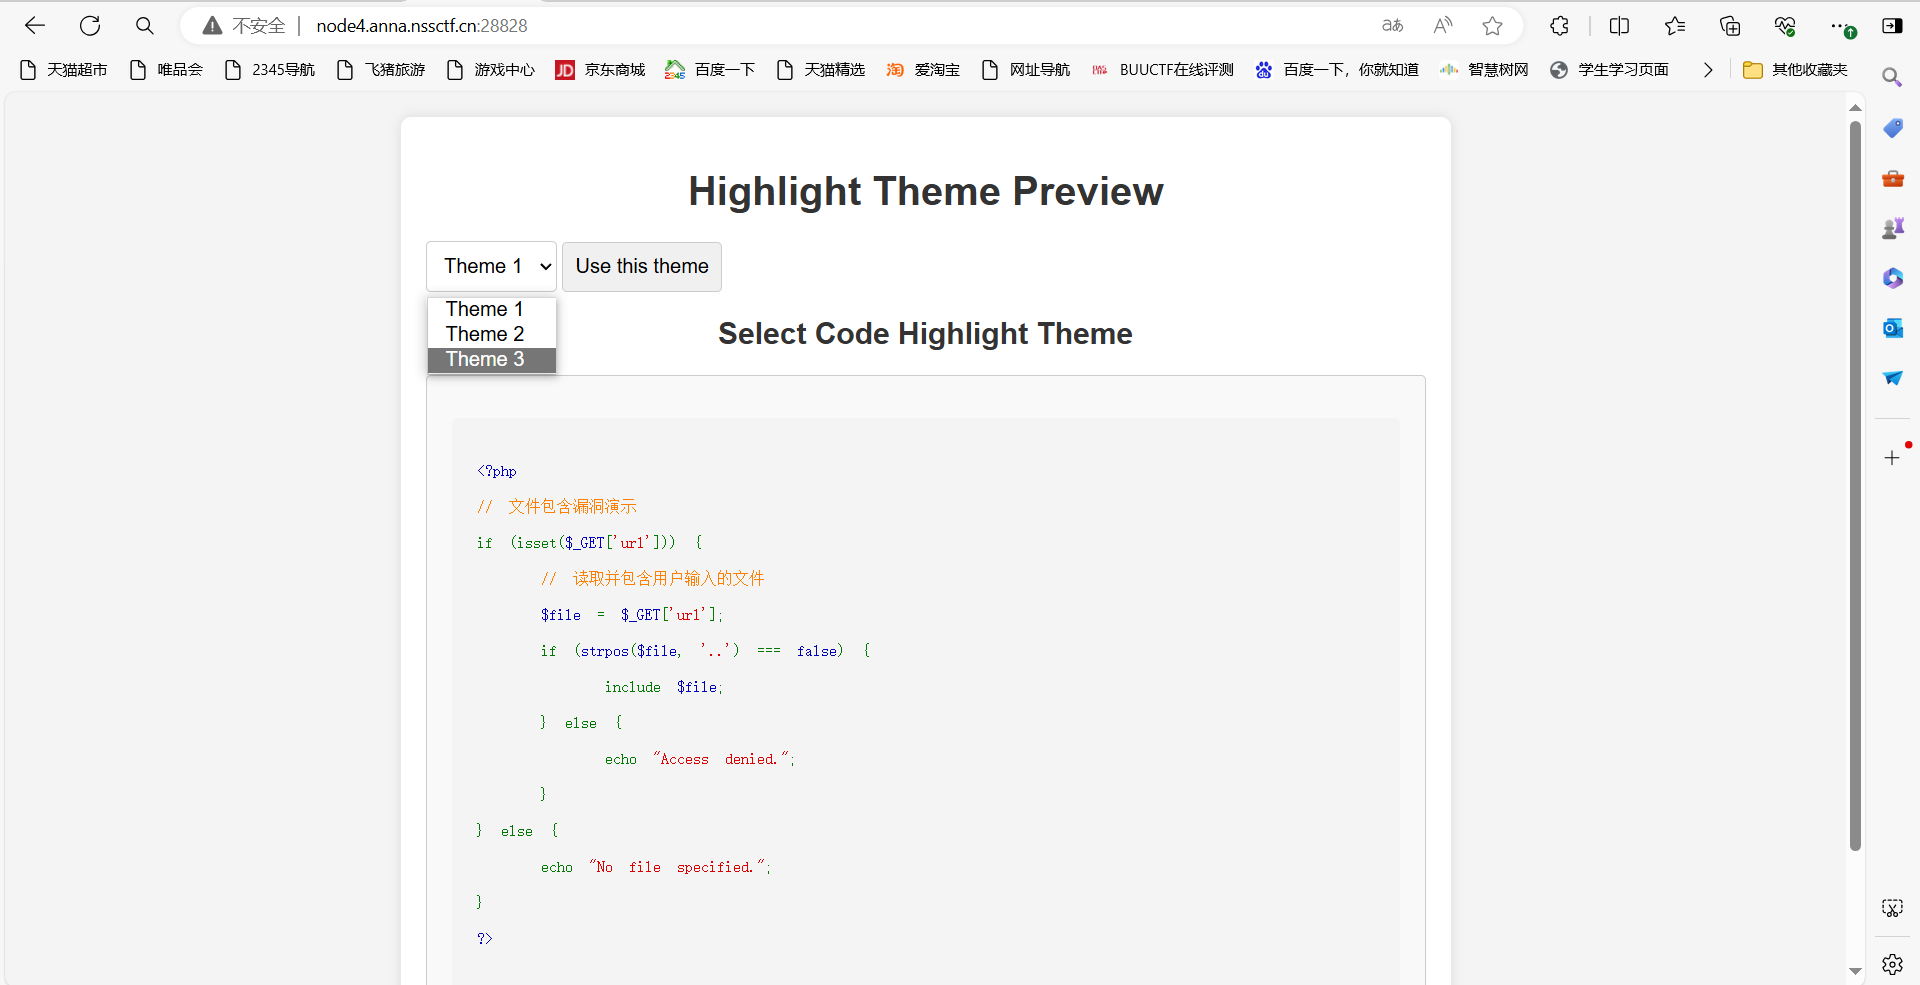 不安全 | node4.anna.nssctf.cn:28828
天猫超市 唯品会 2345导航 飞猪旅游 游戏中心 JD 京东商城 2345 百度一下 天猫精选 淘 爱淘宝 网址导航 BUUCTF在线评测 百度一下，你就知道 智慧树网 学生学习页面 其他收藏夹
Highlight Theme Preview
Theme 1 Use this theme
Theme 1
Theme 2
Theme 3
Select Code Highlight Theme
<?php
// 文件包含漏洞演示
if (isset($_GET['url'])) {
// 读取并包含用户输入的文件
$file = $_GET['url'];
if (strpos($file, '..') === false) {
include $file;
} else {
echo "Access denied.";
}
} else {
echo "No file specified.";
}
?>